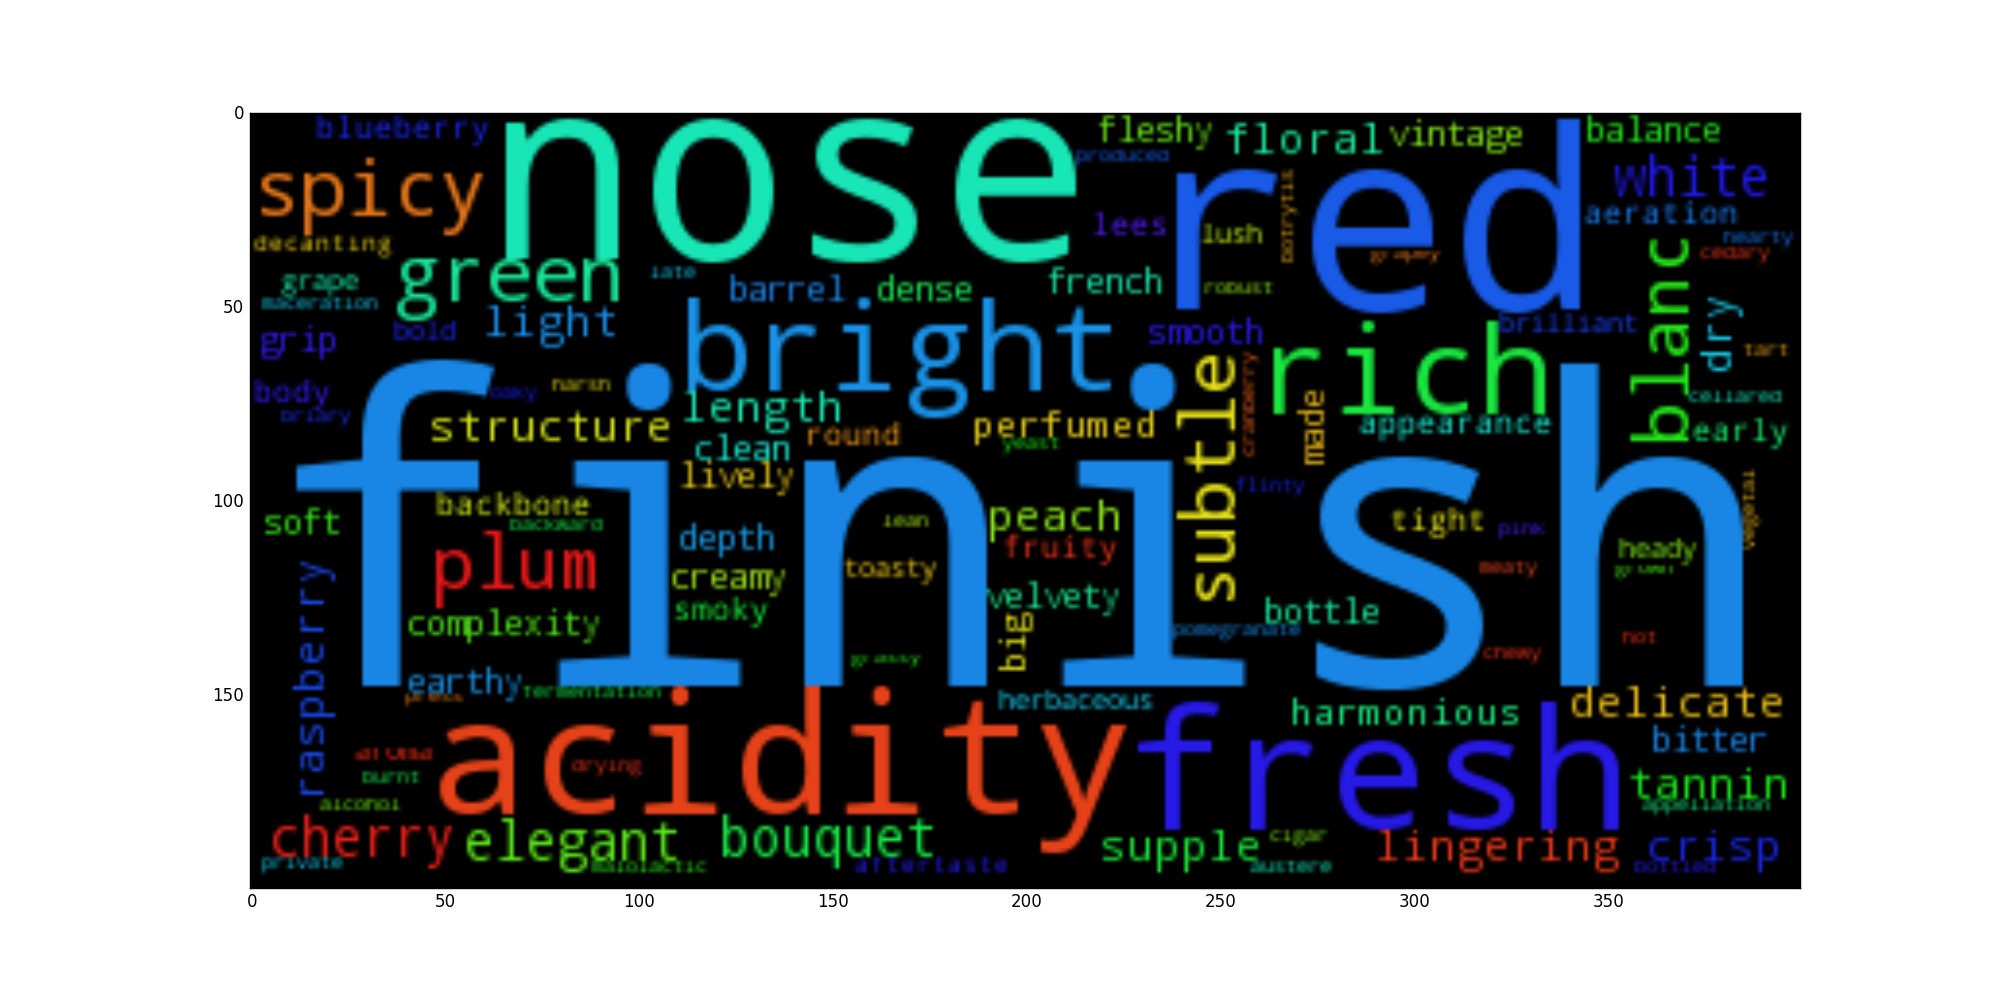 0
50
100
150
0
50
100
150
200
250
300
350
blueberry
nose
fleshy
floral
vintage
red
balance
produced
spicy
white
botrytis
aeration
lees
lush
decanting
cedary
green
grape
late
french
blanc
barrel
dense
robust
maceration
light
bright
bold
smooth
brilliant
rich
dry
grip
tart
finish
subtle
cranberry
body
oaky
length
made
cellared
briary
structure
round
perfumed
appearance
early
clean
yeast
lively
flinty
vegetal
backbone
lean
peach
tight
pink
soft
backward
depth
fruity
heady
plum
toasty
meaty
creamy
velvety
smoky
bottle
raspberry
complexity
big
pomegranate
hot
grassy
chewy
earthy
fermentation
press
herbaceous
delicate
acidity
fresh
harmonious
bitter
aroma
drying
burnt
tannin
alcohol
appellation
cherry
elegant
bouquet
supple
cigar
lingering
crisp
private
malolactic
aftertaste
austere
bottled